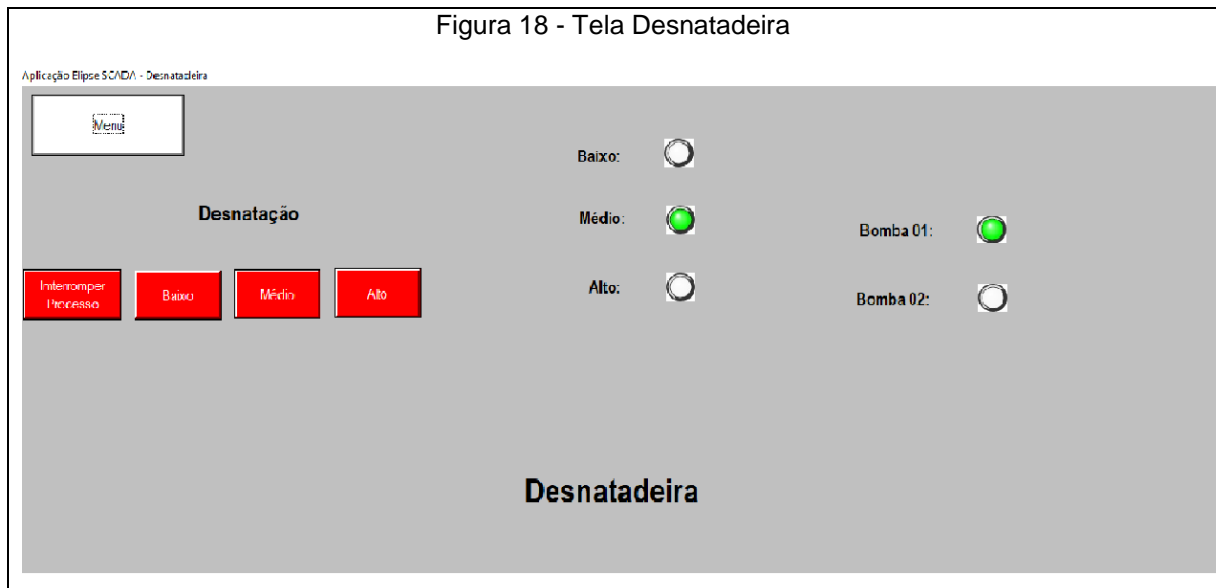 Figura 18 - Tela Desnatadeira
Aplicação Elipse SCADA - Desnatadeira
Menu
Baixo:
Desnatação
Médio:
Bomba 01:
Interromper
Processo
Baixo
Médio
Alto
Alto:
Bomba 02:
Desnatadeira